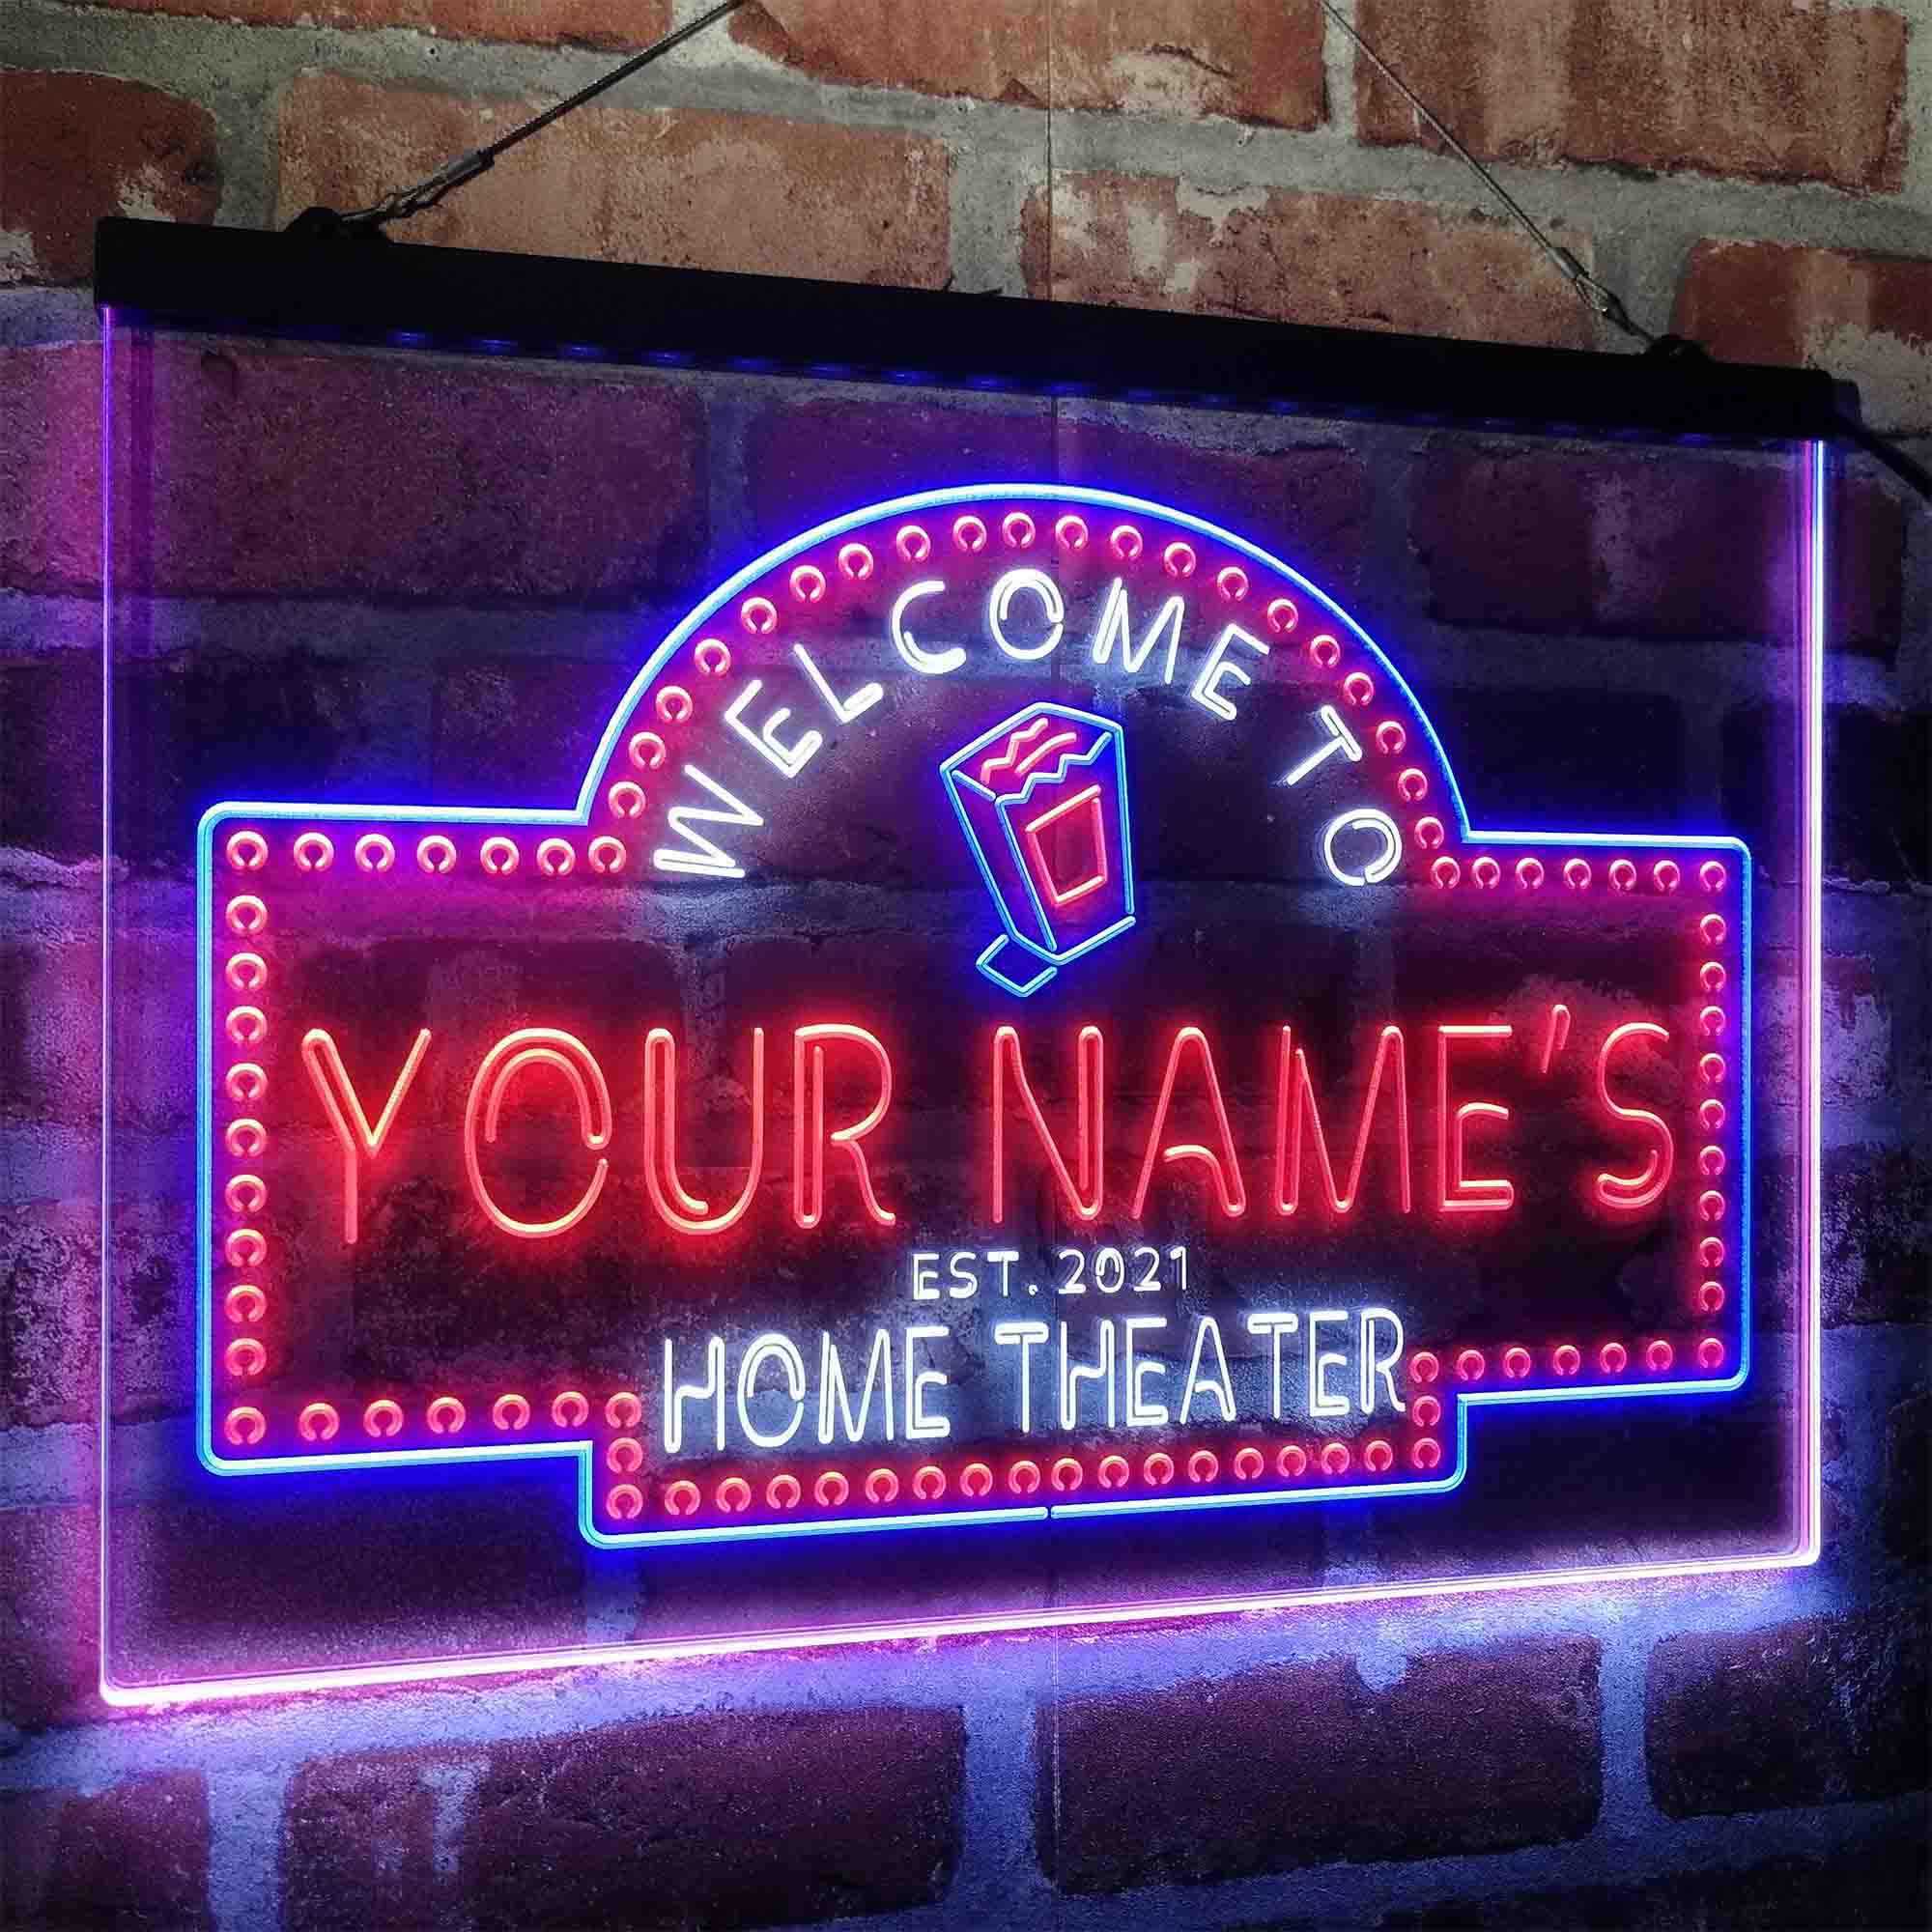 WELCOME TO
YOUR NAME'S
EST. 2021
HOME THEATER